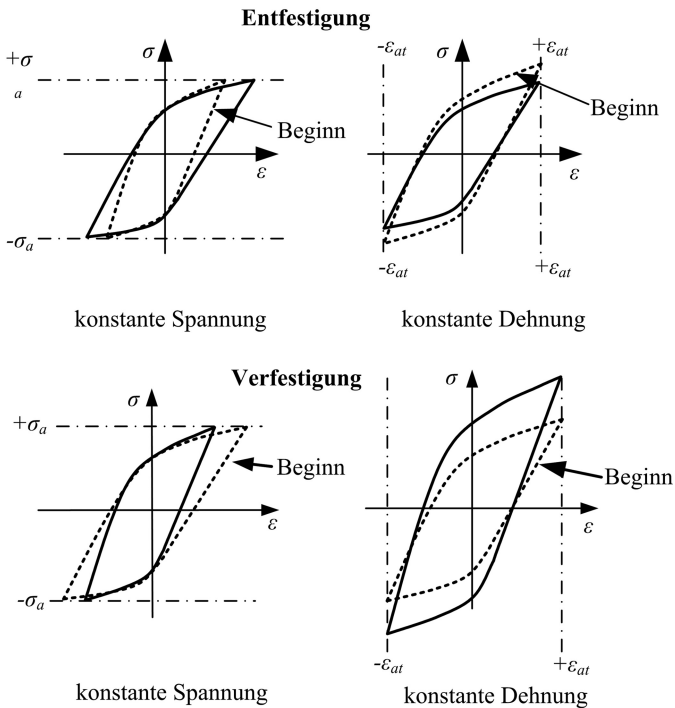 Entfestigung
+σ
a
σ
Beginn
ε
-σa
konstante Spannung
-εat
σ
+εat
Beginn
ε
-εat
+εat
konstante Dehnung
Verfestigung
σ
+σa
Beginn
ε
-σa
konstante Spannung
σ
Beginn
ε
-εat
+εat
konstante Dehnung